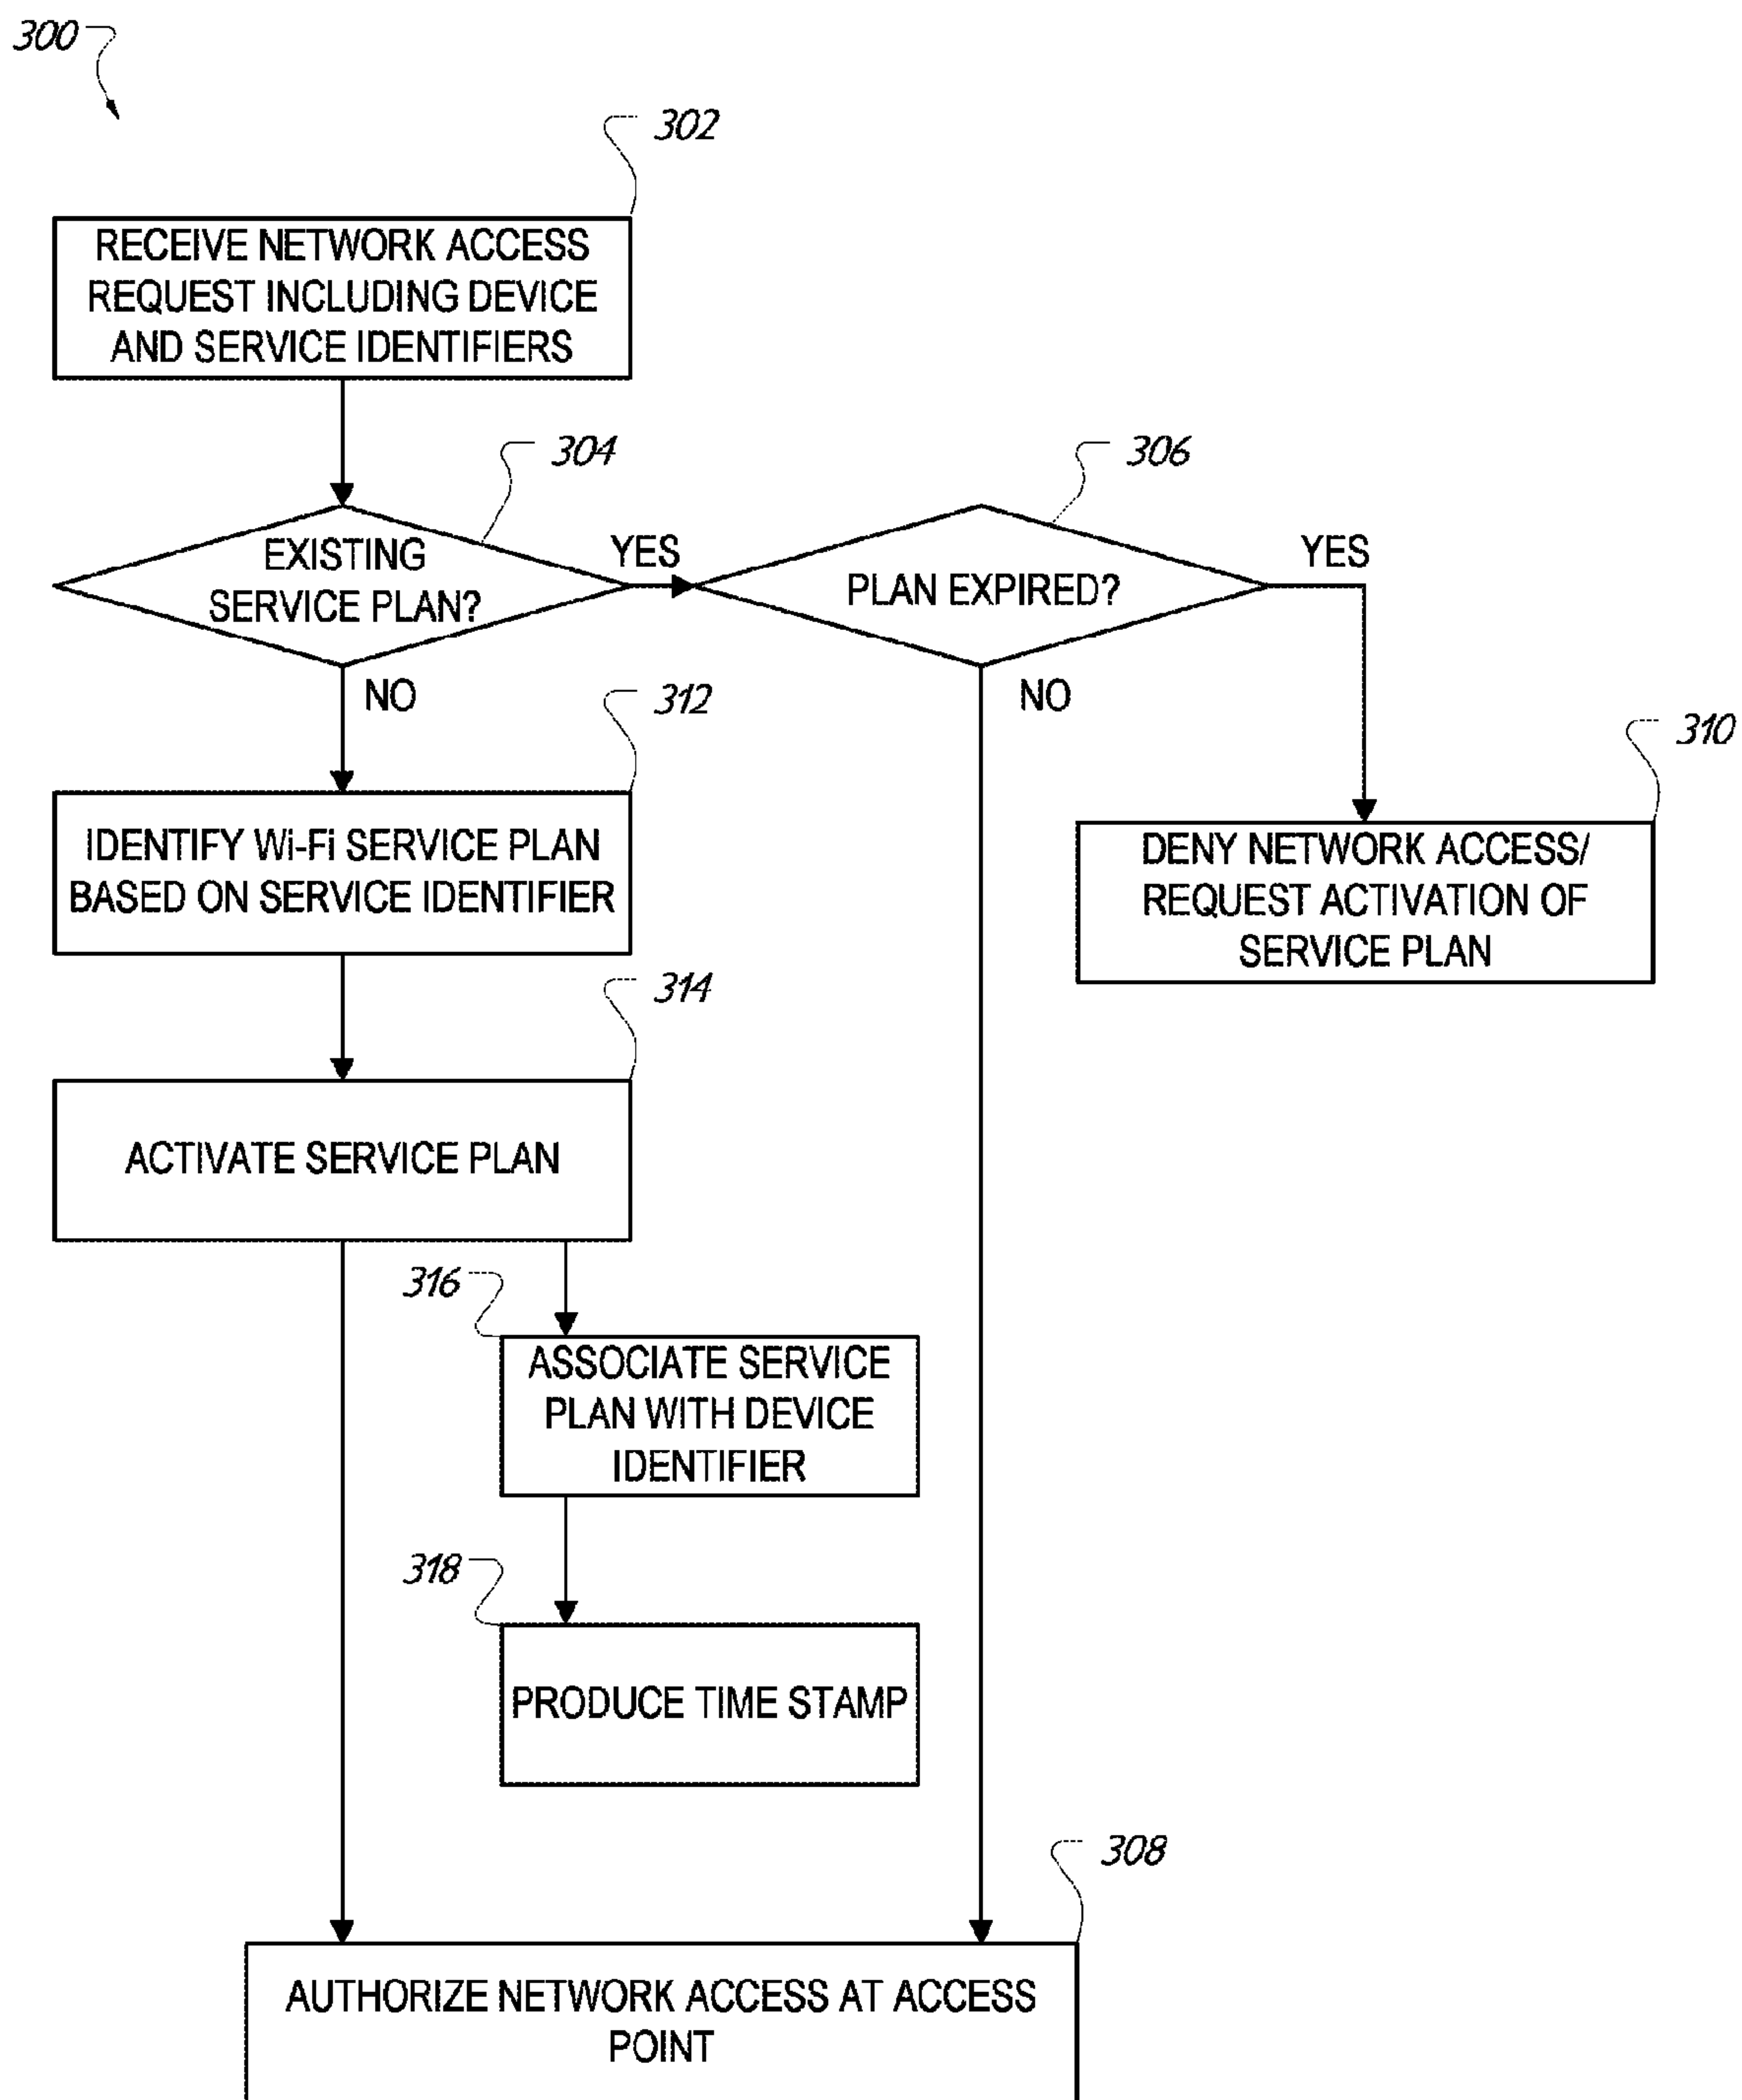 300
302
RECEIVE NETWORK ACCESS
REQUEST INCLUDING DEVICE
AND SERVICE IDENTIFIERS
304
306
EXISTING
SERVICE PLAN?
YES
PLAN EXPIRED?
YES
NO
NO
312
310
IDENTIFY Wi-Fi SERVICE PLAN
BASED ON SERVICE IDENTIFIER
DENY NETWORK ACCESS/
REQUEST ACTIVATION OF
SERVICE PLAN
314
ACTIVATE SERVICE PLAN
316
ASSOCIATE SERVICE
PLAN WITH DEVICE
IDENTIFIER
318
PRODUCE TIME STAMP
308
AUTHORIZE NETWORK ACCESS AT ACCESS
POINT